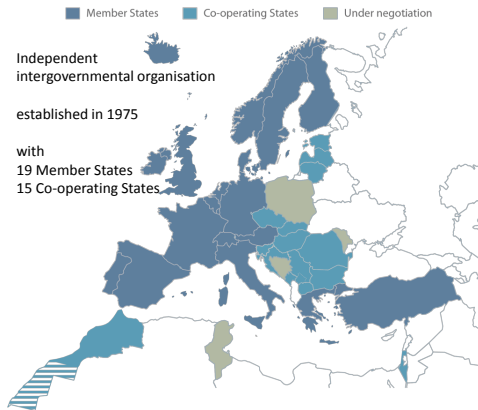 Member States
Co-operating States
Under negotiation
Independent
intergovernmental organisation
established in 1975
with
19 Member States
15 Co-operating States